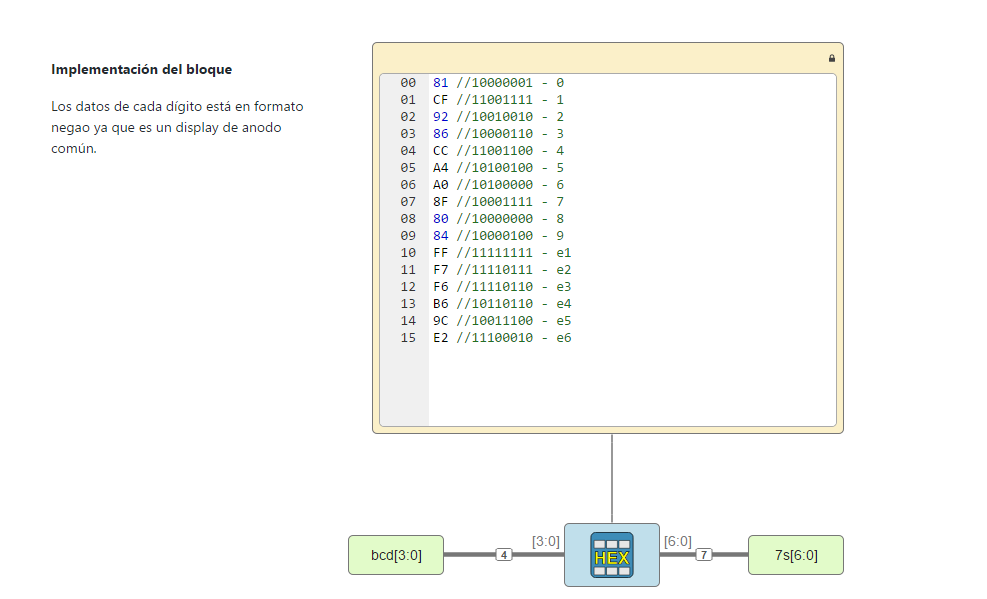 Implementación del bloque
Los datos de cada dígito está en formato
negao ya que es un display de anodo
común.
00 81 //10000001 - 0
01 CF //11001111 - 1
02 92 //10010010 - 2
03 86 //10000110 - 3
04 CC //11001100 - 4
05 A4 //10100100 - 5
06 A0 //10100000 - 6
07 8F //10001111 - 7
08 80 //10000000 - 8
09 84 //10000100 - 9
10 FF //11111111 - e1
11 F7 //11110111 - e2
12 F6 //11110110 - e3
13 B6 //10110110 - e4
14 9C //10011100 - e5
15 E2 //11100010 - e6
bcd[3:0]
4
[3:0]
HEX
[6:0]
7
7s[6:0]